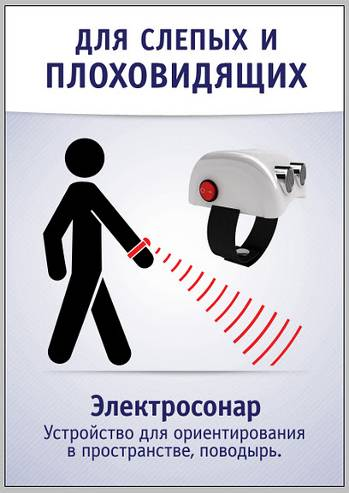 ДЛЯ СЛЕПЫХ И
ПЛОХОВИДЯЩИХ
Электросонар
Устройство для ориентирования
в пространстве, поводырь.